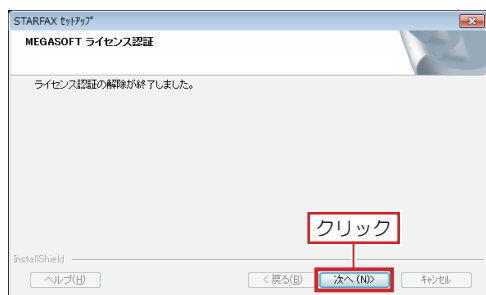 STARFAX ｾｯﾄｱｯﾌﾟ
MEGASOFT ライセンス認証
ライセンス認証の解除が終了しました。
クリック
InstallShield
ヘルプ(H)
< 戻る(B)
次へ (N)>
ｷｬﾝｾﾙ